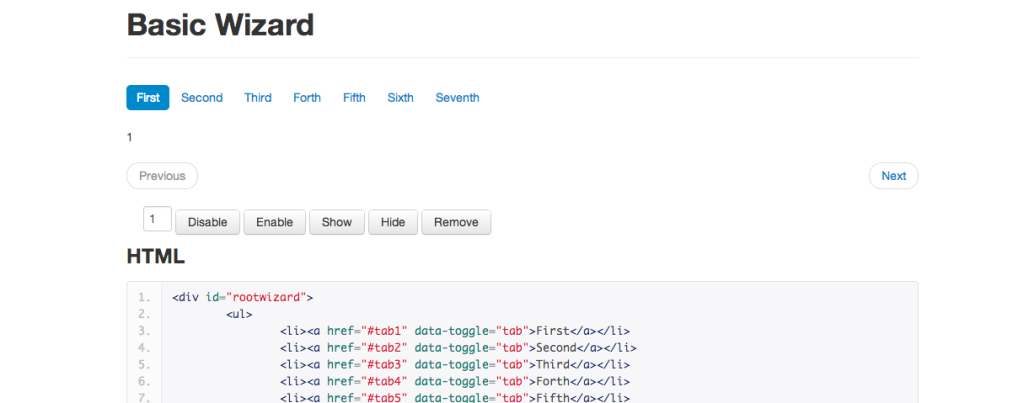 Basic Wizard
First Second Third Forth Fifth Sixth Seventh
1
Previous Next
1 Disable Enable Show Hide Remove
HTML
1. <div id="rootwizard">
2. <ul>
3. <li><a href="#tab1" data-toggle="tab">First</a></li>
4. <li><a href="#tab2" data-toggle="tab">Second</a></li>
5. <li><a href="#tab3" data-toggle="tab">Third</a></li>
6. <li><a href="#tab4" data-toggle="tab">Forth</a></li>
7. <li><a href="#tab5" data-toggle="tab">Fifth</a></li>